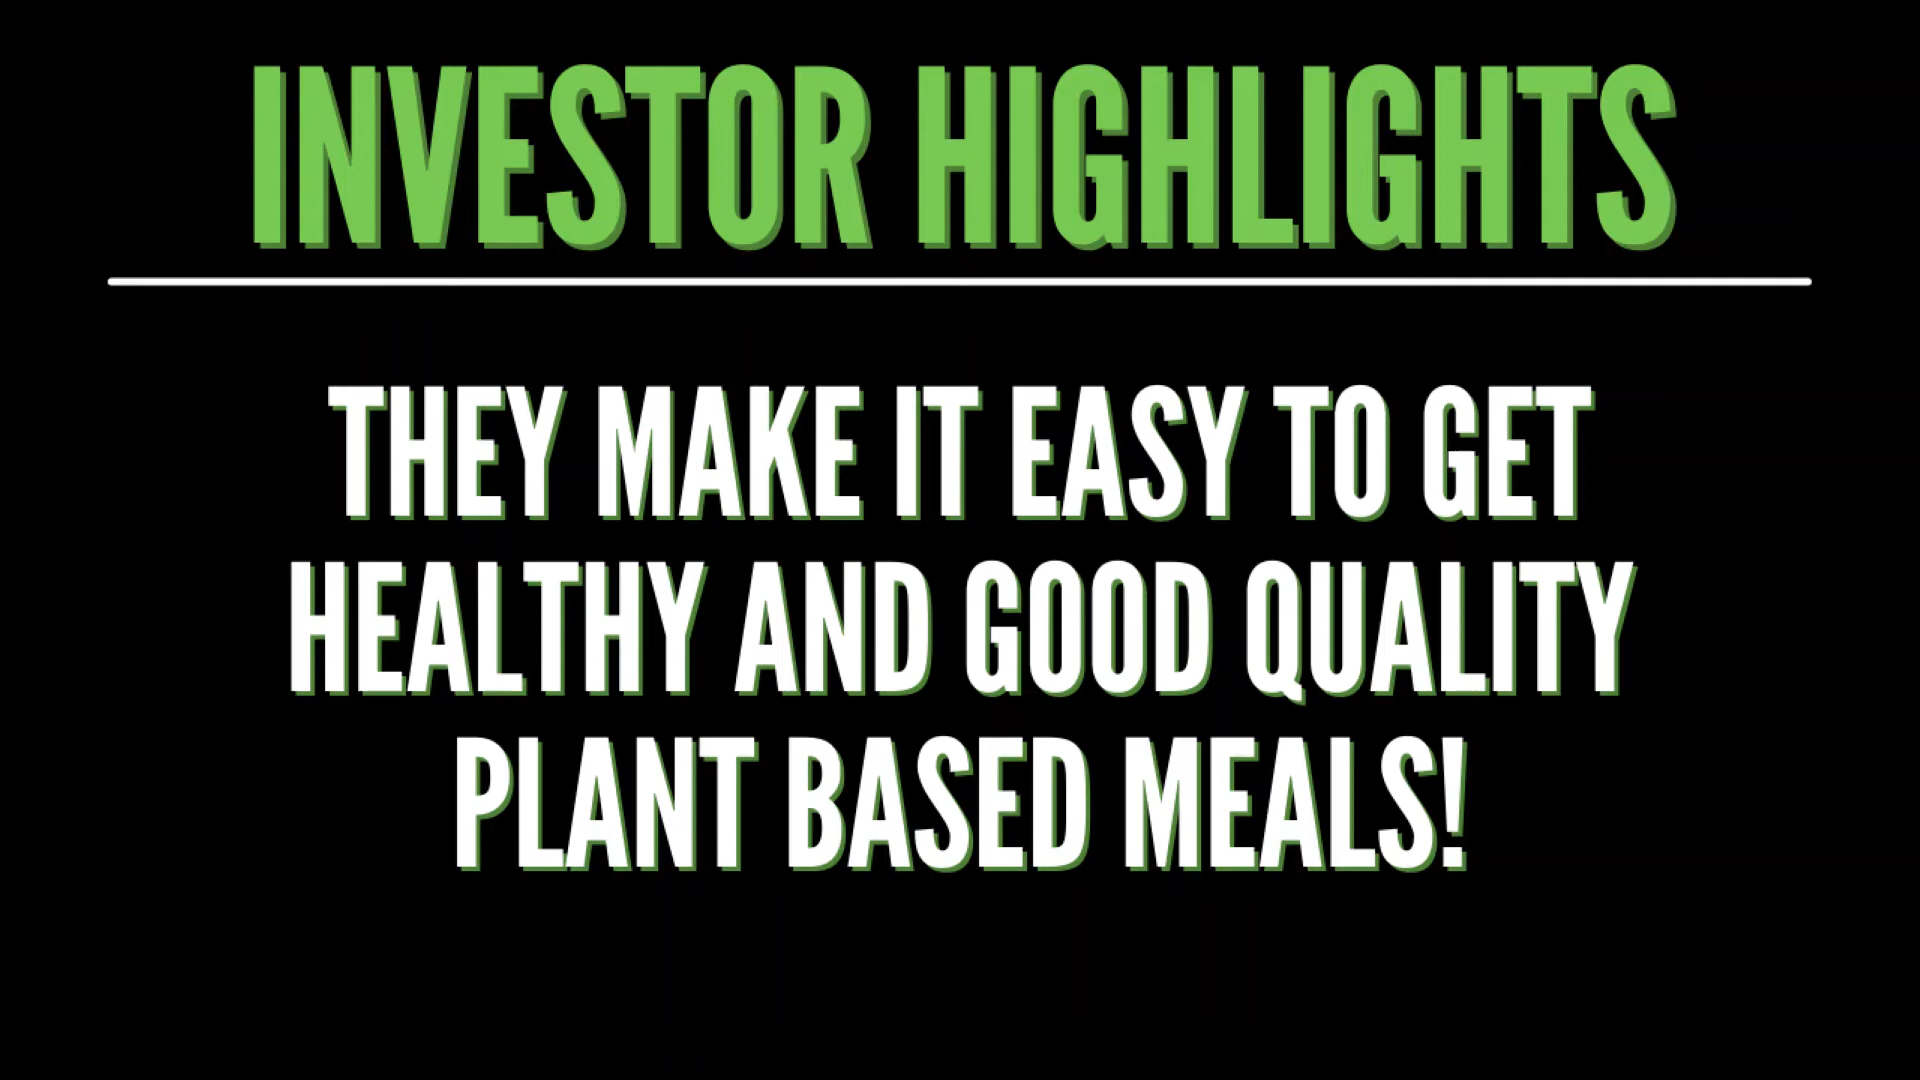 INVESTOR HIGHLIGHTS
THEY MAKE IT EASY TO GET
HEALTHY AND GOOD QUALITY
PLANT BASED MEALS!